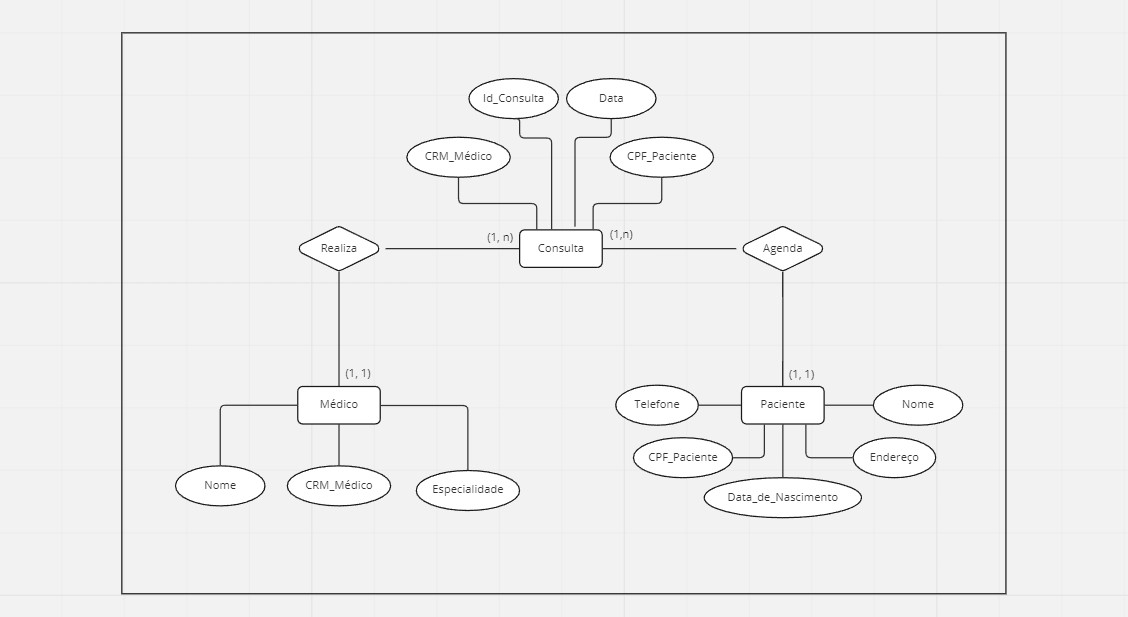 Id_Consulta
Data
CRM_Médico
CPF_Paciente
Realiza
(1, n)
Consulta
(1,n)
Agenda
(1, 1)
(1, 1)
Médico
Telefone
Paciente
Nome
CPF_Paciente
Endereço
Nome
CRM_Médico
Especialidade
Data_de_Nascimento